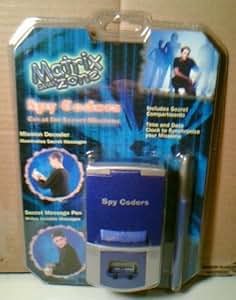 Matrix
Zone
Spy Coders
Includes Secret
Compartments
Time and Date
Clock to Synchronize
your Missions
Mission Decoder
Secret Messages
Spy Coders
Secret Message Pen
Writes Invisible Messages